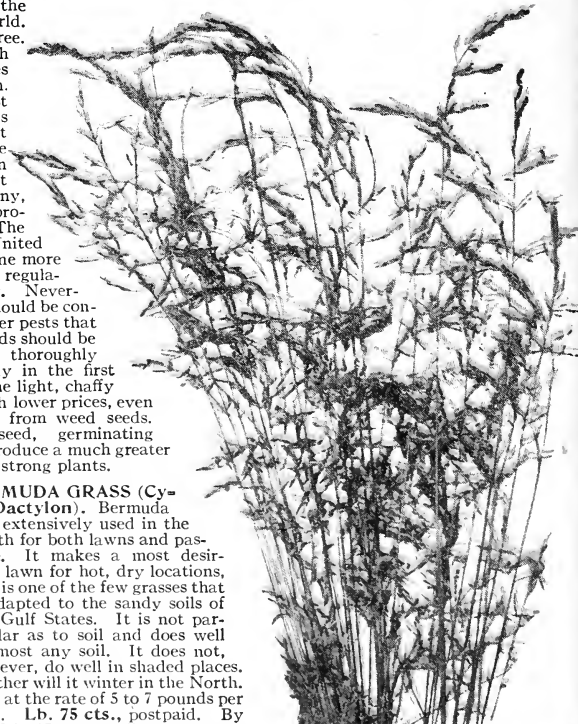 the
rld.
ree.
h
es
n.
st
s
t
e-
n
t
ny,
pro-
The
nited
ne more
regula-
. Never-
ould be con-
er pests that
ds should be
thoroughly
y in the first
ne light, chaffy
h lower prices, even
from weed seeds.
seed, germinating
roduce a much greater
strong plants.
MUDA GRASS (Cy-
Dactylon). Bermuda
extensively used in the
th for both lawns and pas-
. It makes a most desir-
lawn for hot, dry locations,
is one of the few grasses that
dapted to the sandy soils of
Gulf States. It is not par-
lar as to soil and does well
most any soil. It does not,
ever, do well in shaded places.
ther will it winter in the North.
at the rate of 5 to 7 pounds per
. Lb. 75 cts., postpaid. By